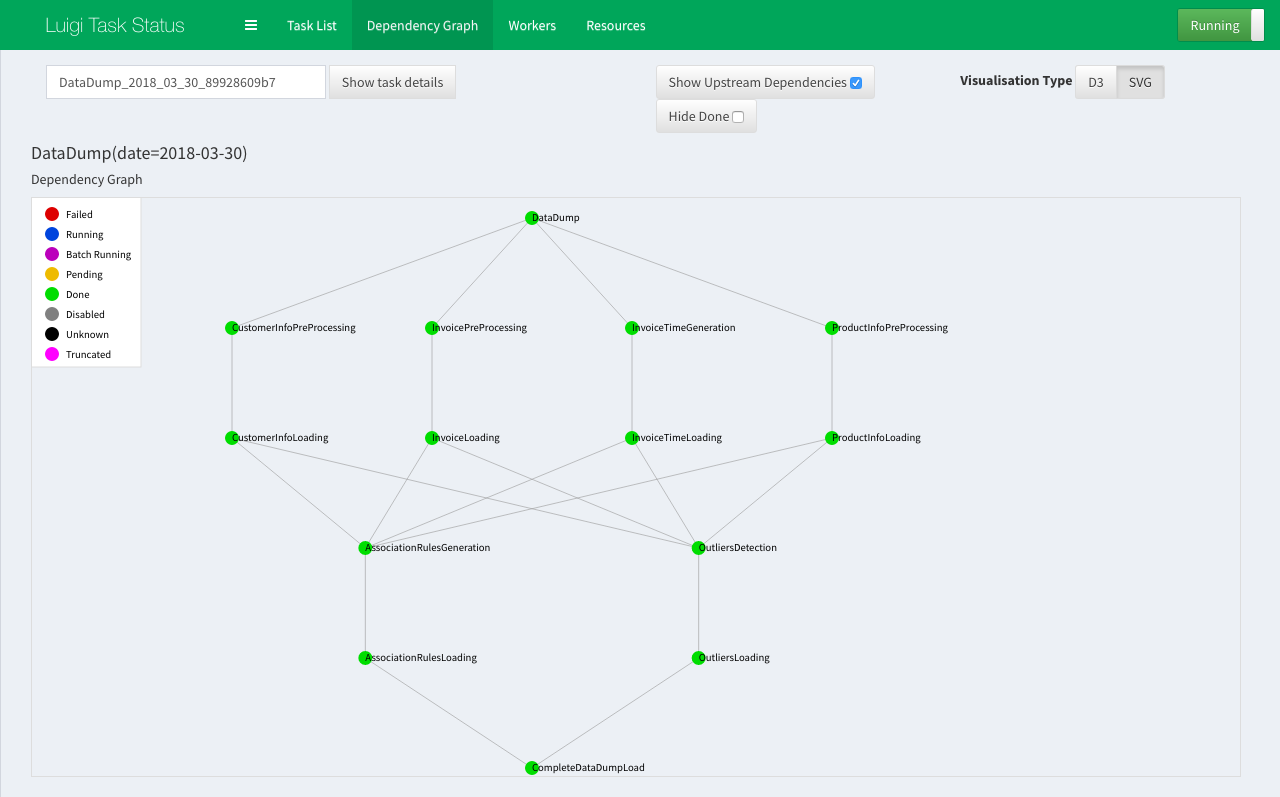 Luigi Task Status
Task List
Dependency Graph
Workers
Resources
Running
DataDump_2018_03_30_89928609b7
Show task details
Show Upstream Dependencies
Visualisation Type
D3
SVG
Hide Done
DataDump(date=2018-03-30)
Dependency Graph
Failed
Running
Batch Running
Pending
Done
Disabled
Unknown
Truncated
DataDump
CustomerInfoPreProcessing
InvoicePreProcessing
InvoiceTimeGeneration
ProductInfoPreProcessing
CustomerInfoLoading
InvoiceLoading
InvoiceTimeLoading
ProductInfoLoading
AssociationRulesGeneration
OutliersDetection
AssociationRulesLoading
OutliersLoading
CompleteDataDumpLoad